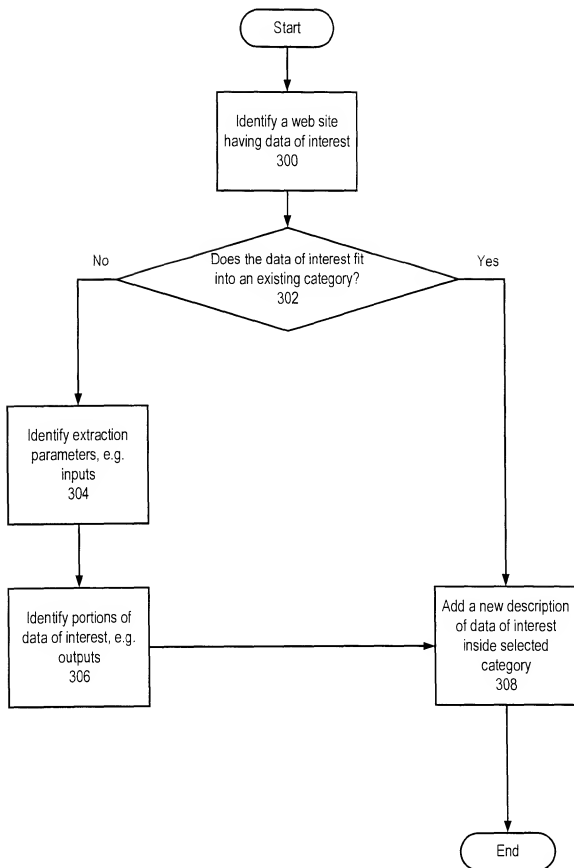 Start
Identify a web site
having data of interest
300
Does the data of interest fit
into an existing category?
302
No
Yes
Identify extraction
parameters, e.g.
inputs
304
Identify portions of
data of interest, e.g.
outputs
306
Add a new description
of data of interest
inside selected
category
308
End